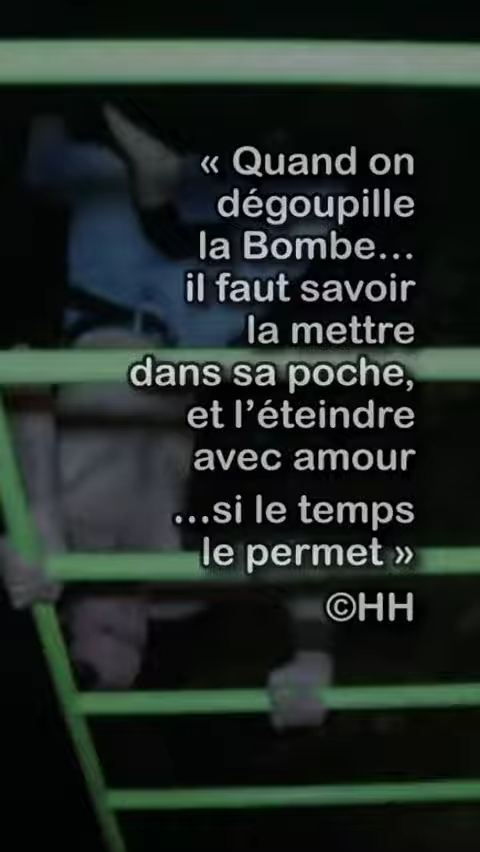 « Quand on
dégoupille
la Bombe...
il faut savoir
la mettre
dans sa poche,
et l’éteindre
avec amour
...si le temps
le permet »
©HH